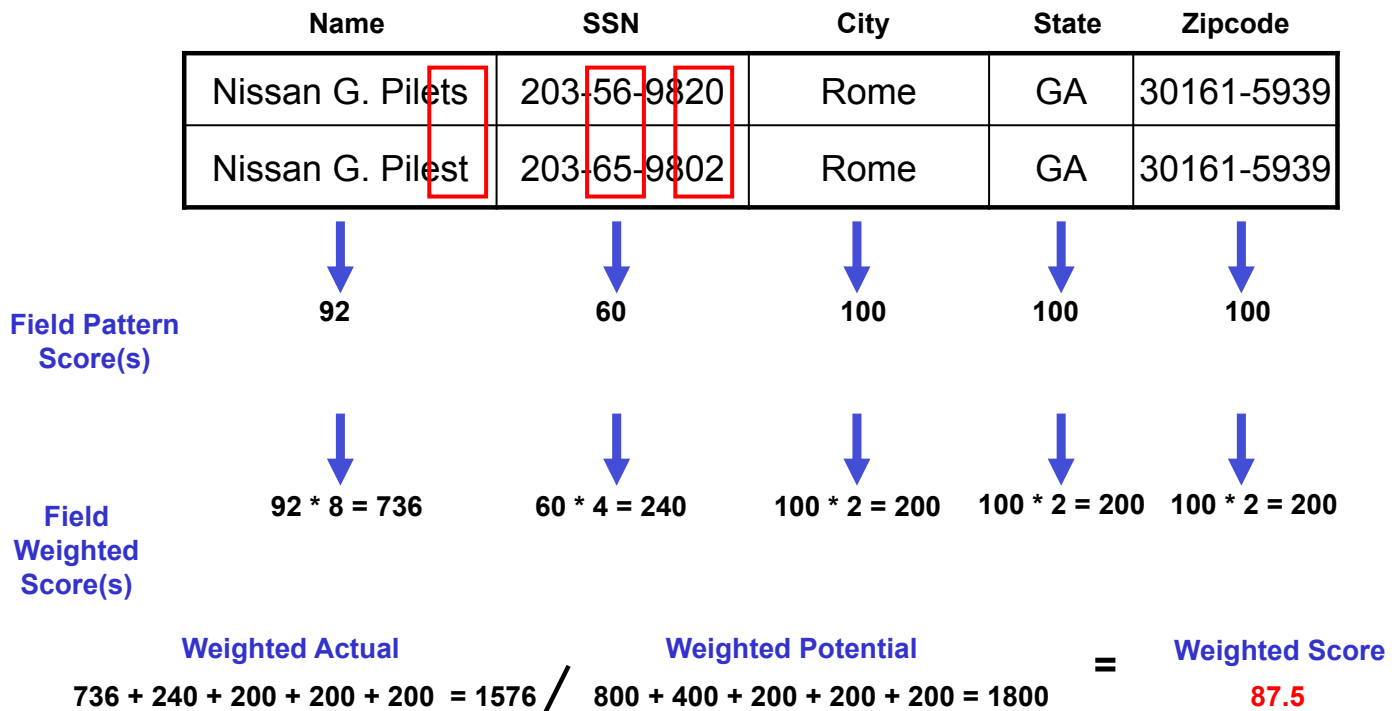 Name SSN City State Zipcode
Nissan G. Pilets 203-56-9820 Rome GA 30161-5939
Nissan G. Pilest 203-65-9802 Rome GA 30161-5939
Field Pattern
Score(s)
92 60 100 100 100
Field
Weighted
Score(s)
92 * 8 = 736 60 * 4 = 240 100 * 2 = 200 100 * 2 = 200 100 * 2 = 200
Weighted Actual Weighted Potential = Weighted Score
736 + 240 + 200 + 200 + 200 = 1576 / 800 + 400 + 200 + 200 + 200 = 1800 87.5